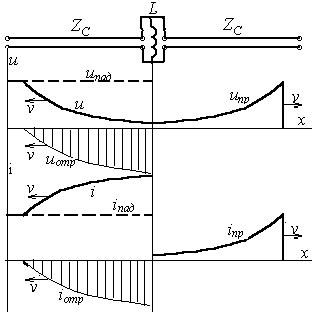 L
Z_C Z_C
u
u_пад
v u u_пр v
x
v
u_отр
i
v i
i_пад
v i_пр v
x
v
i_отр